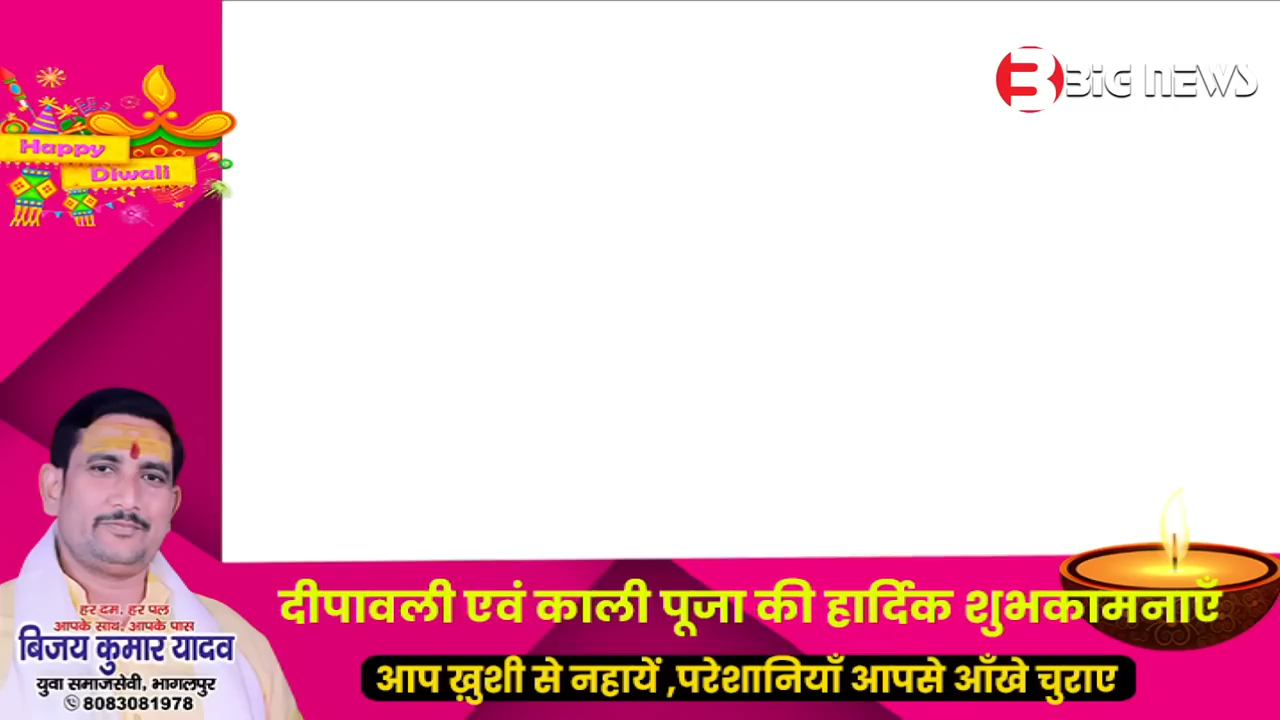 BIG NEWS
Happy
Diwali
हर दम, हर पल
आपके साथ, आपके पास
बिजय कुमार यादव
युवा समाजसेवी, भागलपुर
8083081978
दीपावली एवं काली पूजा की हार्दिक शुभकामनाएँ
आप ख़ुशी से नहायें ,परेशानियाँ आपसे आँखे चुराए